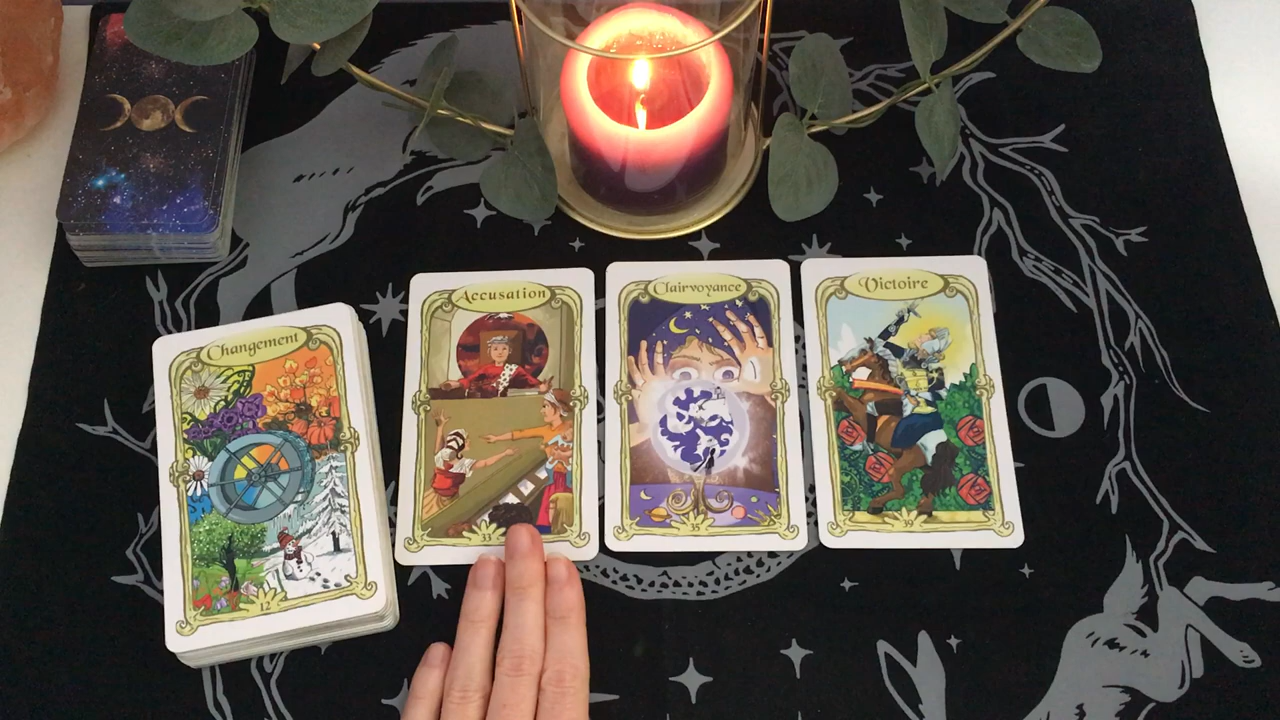 Changement
12
Accusation
33
Clairvoyance
35
Victoire
39